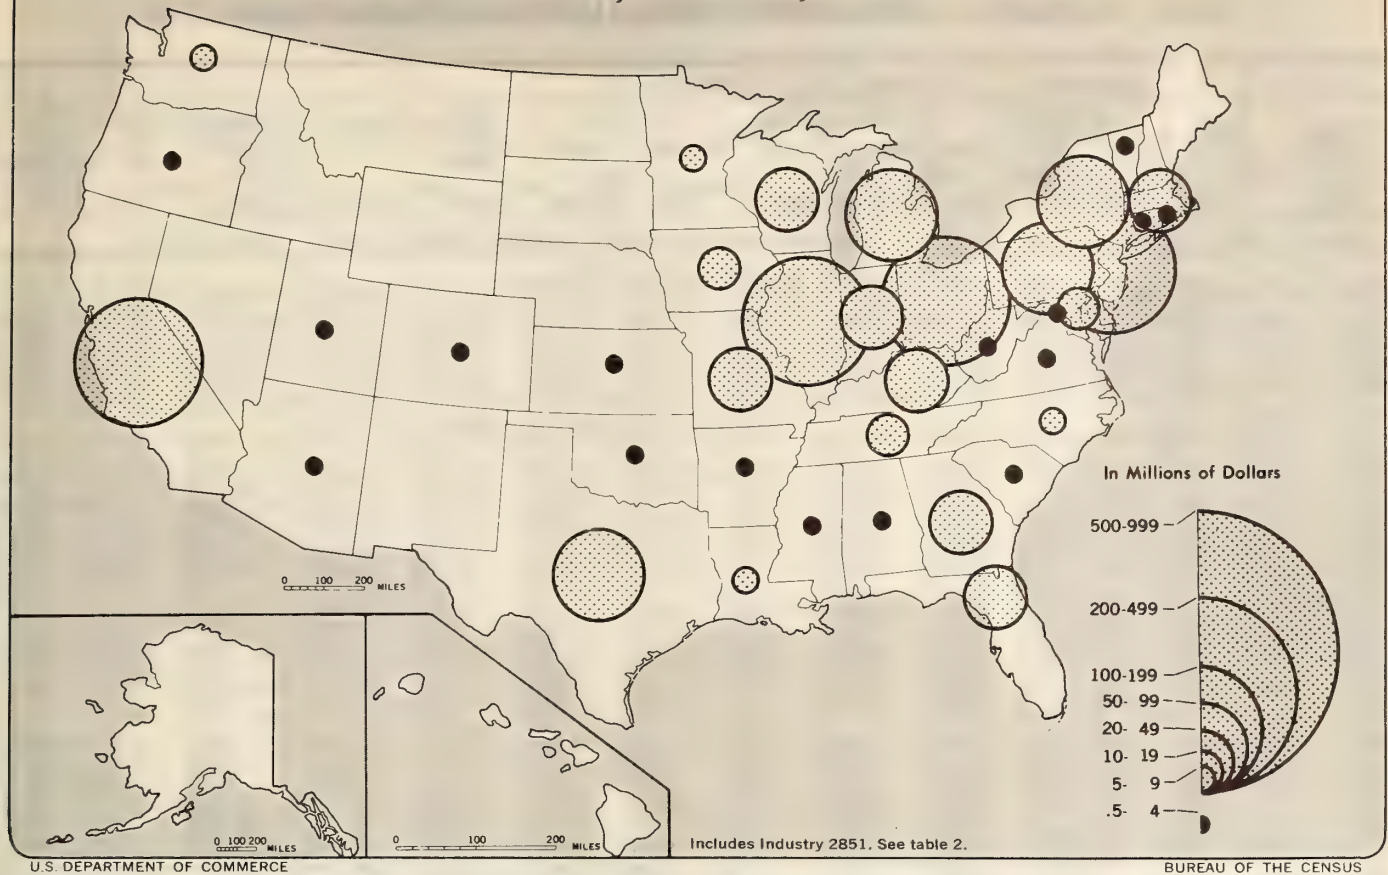 In Millions of Dollars
500-999
200-499
100-199
50- 99
20- 49
10- 19
5- 9
.5- 4
0 100 200 MILES
0 100 200 MILES
0 100 200 MILES
Includes Industry 2851. See table 2.
U.S. DEPARTMENT OF COMMERCE
BUREAU OF THE CENSUS